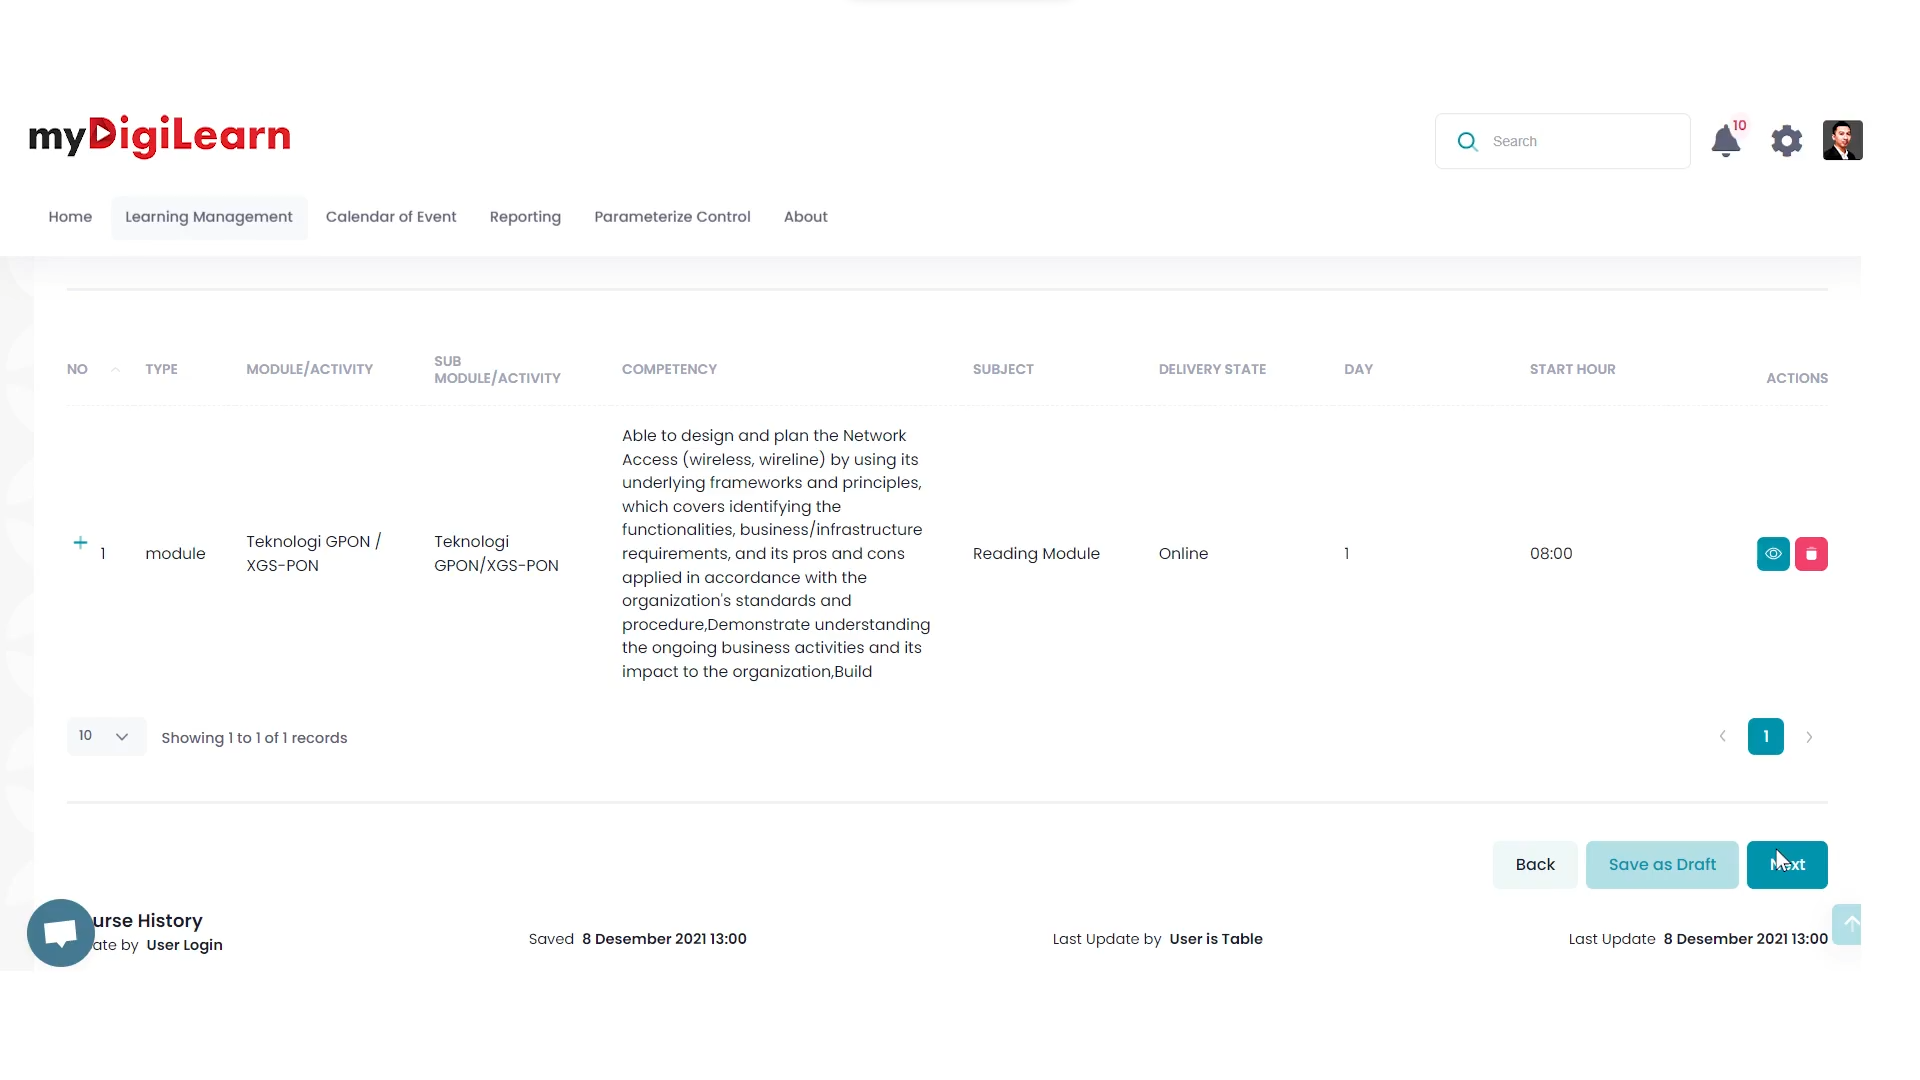 myDigiLearn
Search
10
Home
Learning Management
Calendar of Event
Reporting
Parameterize Control
About
NO
TYPE
MODULE/ACTIVITY
SUB
MODULE/ACTIVITY
COMPETENCY
SUBJECT
DELIVERY STATE
DAY
START HOUR
ACTIONS
1
module
Teknologi GPON /
XGS-PON
Teknologi
GPON/XGS-PON
Able to design and plan the Network
Access (wireless, wireline) by using its
underlying frameworks and principles,
which covers identifying the
functionalities, business/infrastructure
requirements, and its pros and cons
applied in accordance with the
organization's standards and
procedure,Demonstrate understanding
the ongoing business activities and its
impact to the organization,Build
Reading Module
Online
1
08:00
10
Showing 1 to 1 of 1 records
1
Back
Save as Draft
Next
urse History
ate by User Login
Saved 8 Desember 2021 13:00
Last Update by User is Table
Last Update 8 Desember 2021 13:00